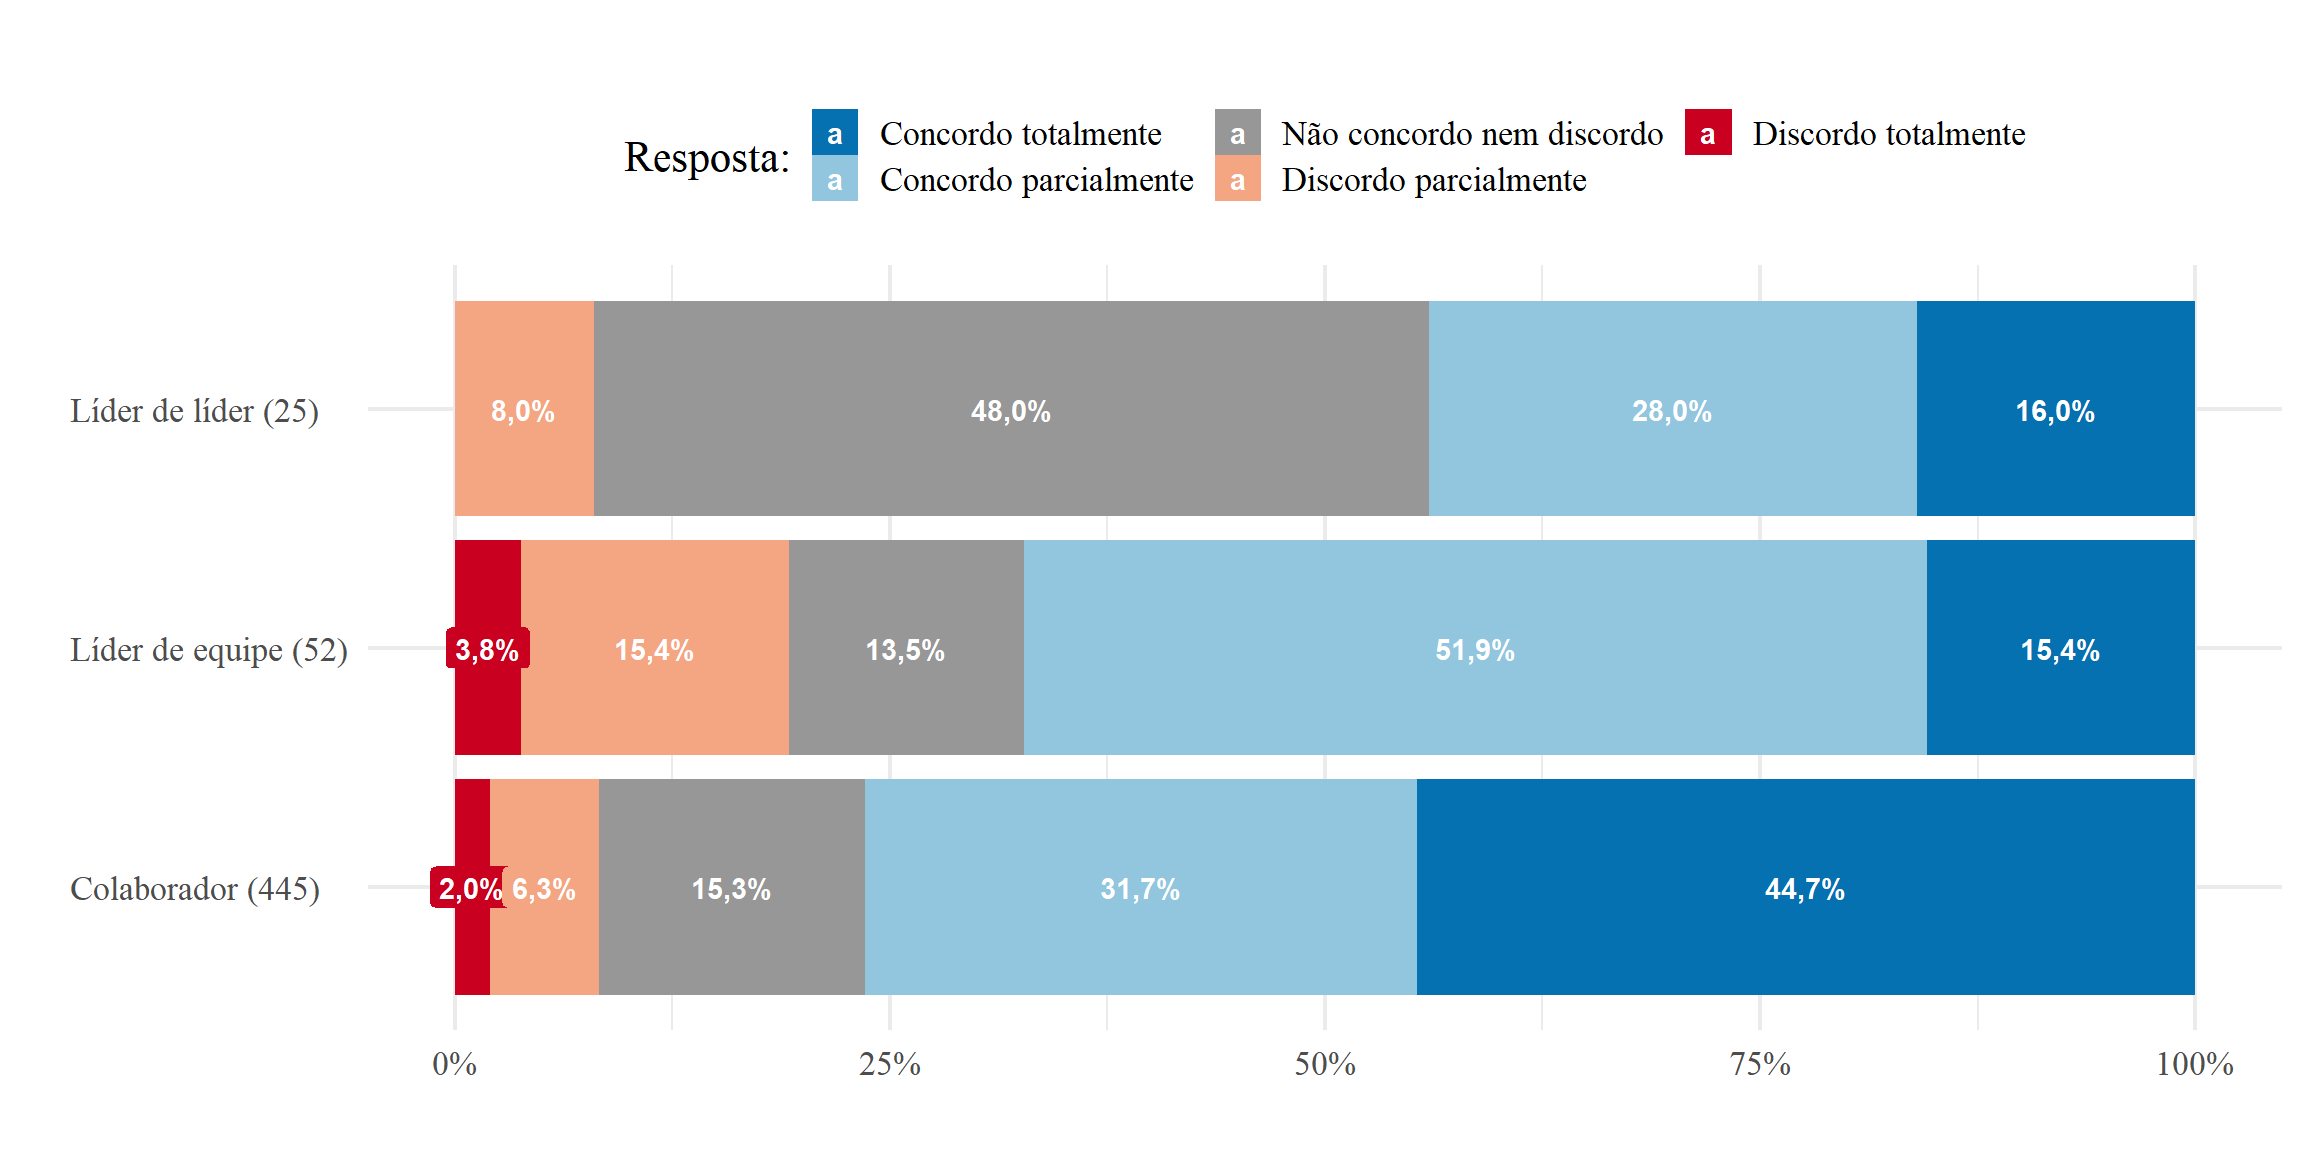 Resposta:
a Concordo totalmente
a Concordo parcialmente
a Não concordo nem discordo
a Discordo parcialmente
a Discordo totalmente
Líder de líder (25)
8,0% 48,0% 28,0% 16,0%
Líder de equipe (52)
3,8% 15,4% 13,5% 51,9% 15,4%
Colaborador (445)
2,0% 6,3% 15,3% 31,7% 44,7%
0% 25% 50% 75% 100%